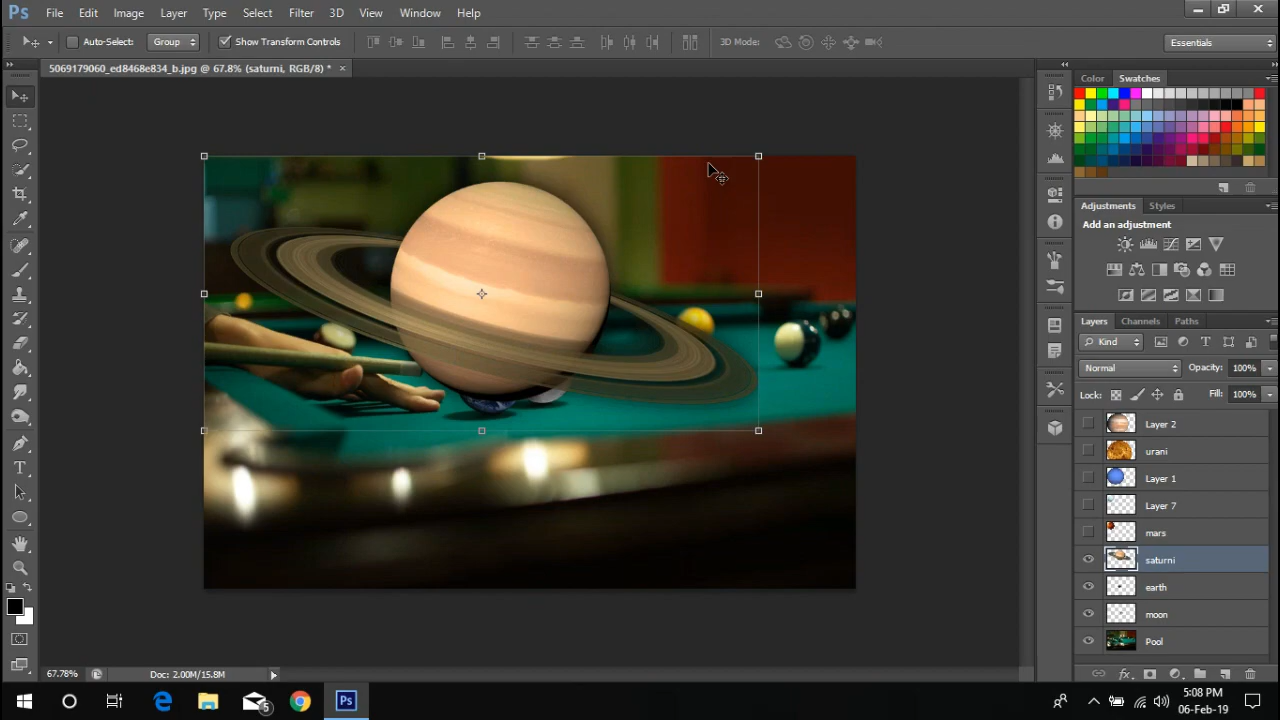 Ps File Edit Image Layer Type Select Filter 3D View Window Help
Auto-Select: Group Show Transform Controls 3D Mode: Essentials
5069179060_ed8468e834_b.jpg @ 67.8% (saturni, RGB/8) * ×
Color Swatches
Adjustments Styles
Add an adjustment
Layers Channels Paths
Kind
Normal Opacity: 100%
Lock: Fill: 100%
Layer 2
urani
Layer 1
Layer 7
mars
saturni
earth
moon
Pool
fx
67.78% Doc: 2.00M/15.8M
5 Ps 5:08 PM
06-Feb-19